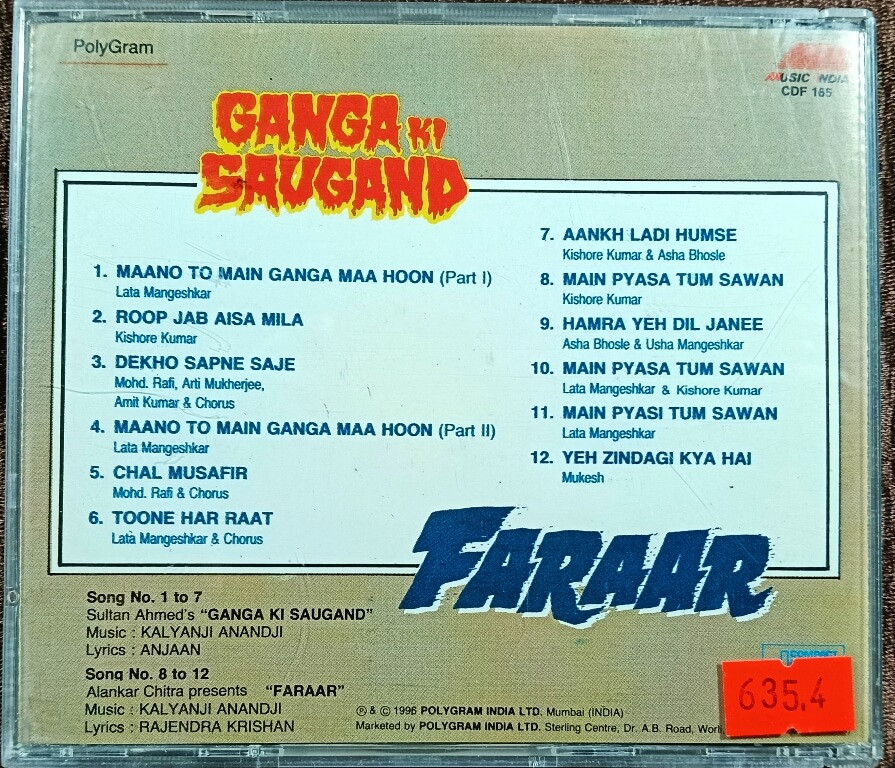 PolyGram
MUSIC INDIA
CDF 165
GANGA KI
SAUGAND
1. MAANO TO MAIN GANGA MAA HOON (Part I)
Lata Mangeshkar
2. ROOP JAB AISA MILA
Kishore Kumar
3. DEKHO SAPNE SAJE
Mohd. Rafi, Arti Mukherjee,
Amit Kumar & Chorus
4. MAANO TO MAIN GANGA MAA HOON (Part II)
Lata Mangeshkar
5. CHAL MUSAFIR
Mohd. Rafi & Chorus
6. TOONE HAR RAAT
Lata Mangeshkar & Chorus
7. AANKH LADI HUMSE
Kishore Kumar & Asha Bhosle
8. MAIN PYASA TUM SAWAN
Kishore Kumar
9. HAMRA YEH DIL JANEE
Asha Bhosle & Usha Mangeshkar
10. MAIN PYASA TUM SAWAN
Lata Mangeshkar & Kishore Kumar
11. MAIN PYASI TUM SAWAN
Lata Mangeshkar
12. YEH ZINDAGI KYA HAI
Mukesh
FARAAR
Song No. 1 to 7
Sultan Ahmed's "GANGA KI SAUGAND"
Music : KALYANJI ANANDJI
Lyrics : ANJAAN
Song No. 8 to 12
Alankar Chitra presents "FARAAR"
Music : KALYANJI ANANDJI
Lyrics : RAJENDRA KRISHAN
℗ & © 1996 POLYGRAM INDIA LTD. Mumbai (INDIA)
Marketed by POLYGRAM INDIA LTD. Sterling Centre, Dr. A.B. Road,
COMPACT
635.4